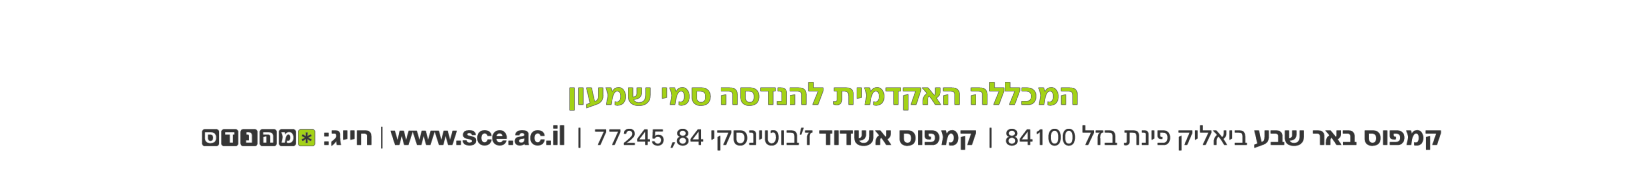 המכללה האקדמית להנדסה סמי שמעון
קמפוס באר שבע ביאליק פינת בזל 84100 | קמפוס אשדוד ז'בוטינסקי 84, 77245 | www.sce.ac.il | חייג: *מהנדס